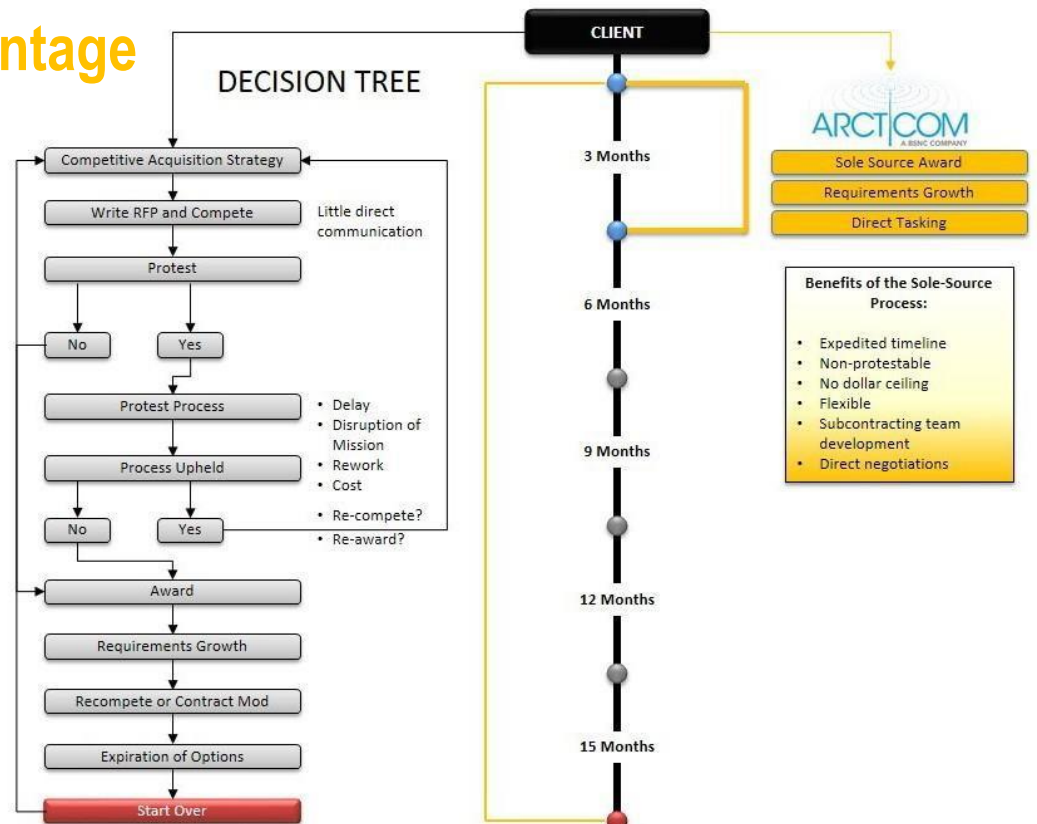 ntage
DECISION TREE
CLIENT
Competitive Acquisition Strategy
Write RFP and Compete
Little direct
communication
Protest
No
Yes
Protest Process
• Delay
• Disruption of
Mission
• Rework
• Cost
Process Upheld
• Re-compete?
• Re-award?
No
Yes
Award
Requirements Growth
Recompete or Contract Mod
Expiration of Options
Start Over
3 Months
6 Months
9 Months
12 Months
15 Months
ARCTICOM
A BSNC COMPANY
Sole Source Award
Requirements Growth
Direct Tasking
Benefits of the Sole-Source
Process:
• Expedited timeline
• Non-protestable
• No dollar ceiling
• Flexible
• Subcontracting team
development
• Direct negotiations